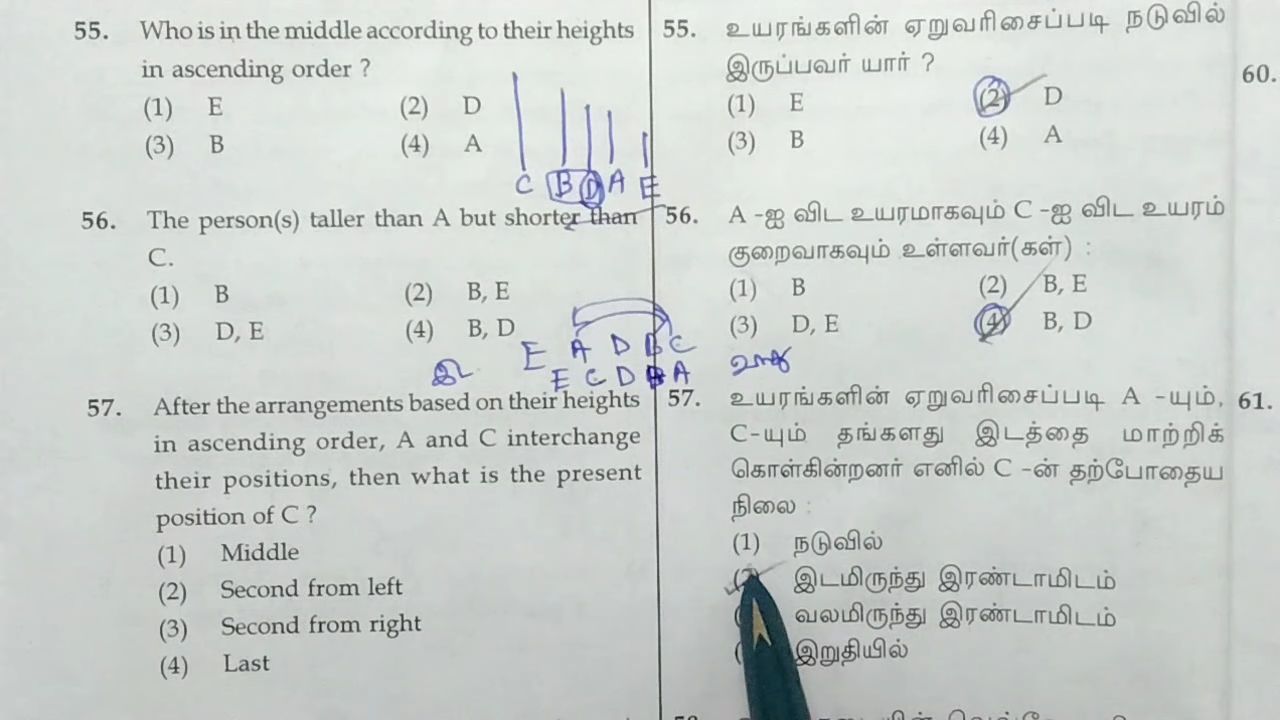 55. Who is in the middle according to their heights
in ascending order ?
(1) E (2) D
(3) B (4) A
C B D A E
56. The person(s) taller than A but shorter than
C.
(1) B (2) B, E
(3) D, E (4) B, D
E A D B C
E C D B A
57. After the arrangements based on their heights
in ascending order, A and C interchange
their positions, then what is the present
position of C ?
(1) Middle
(2) Second from left
(3) Second from right
(4) Last
55. உயரங்களின் ஏறுவரிசைப்படி நடுவில்
இருப்பவர் யார் ?
(1) E (2) D
(3) B (4) A
56. A -ஐ விட உயரமாகவும் C -ஐ விட உயரம்
குறைவாகவும் உள்ளவர்(கள்) :
(1) B (2) B, E
(3) D, E (4) B, D
57. உயரங்களின் ஏறுவரிசைப்படி A -யும்,
C-யும் தங்களது இடத்தை மாற்றிக்
கொள்கின்றனர் எனில் C -ன் தற்போதைய
நிலை :
(1) நடுவில்
இடமிருந்து இரண்டாமிடம்
வலமிருந்து இரண்டாமிடம்
இறுதியில்
60.
61.